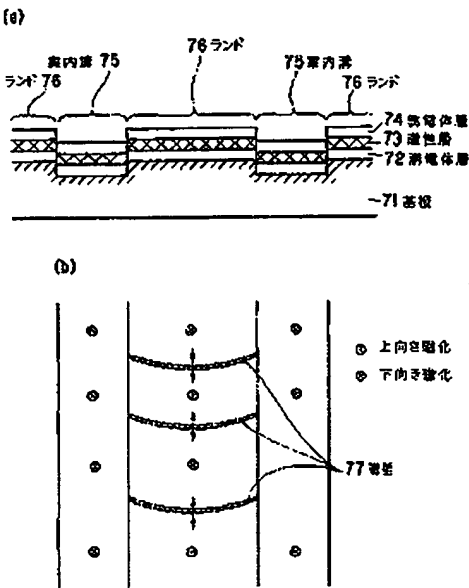 (a)
76 ランド
案内溝 75
75 案内溝
ランド 76
76 ランド
74 誘電体層
73 磁性層
72 誘電体層
71 基板
(b)
上向き磁化
下向き磁化
77 磁壁